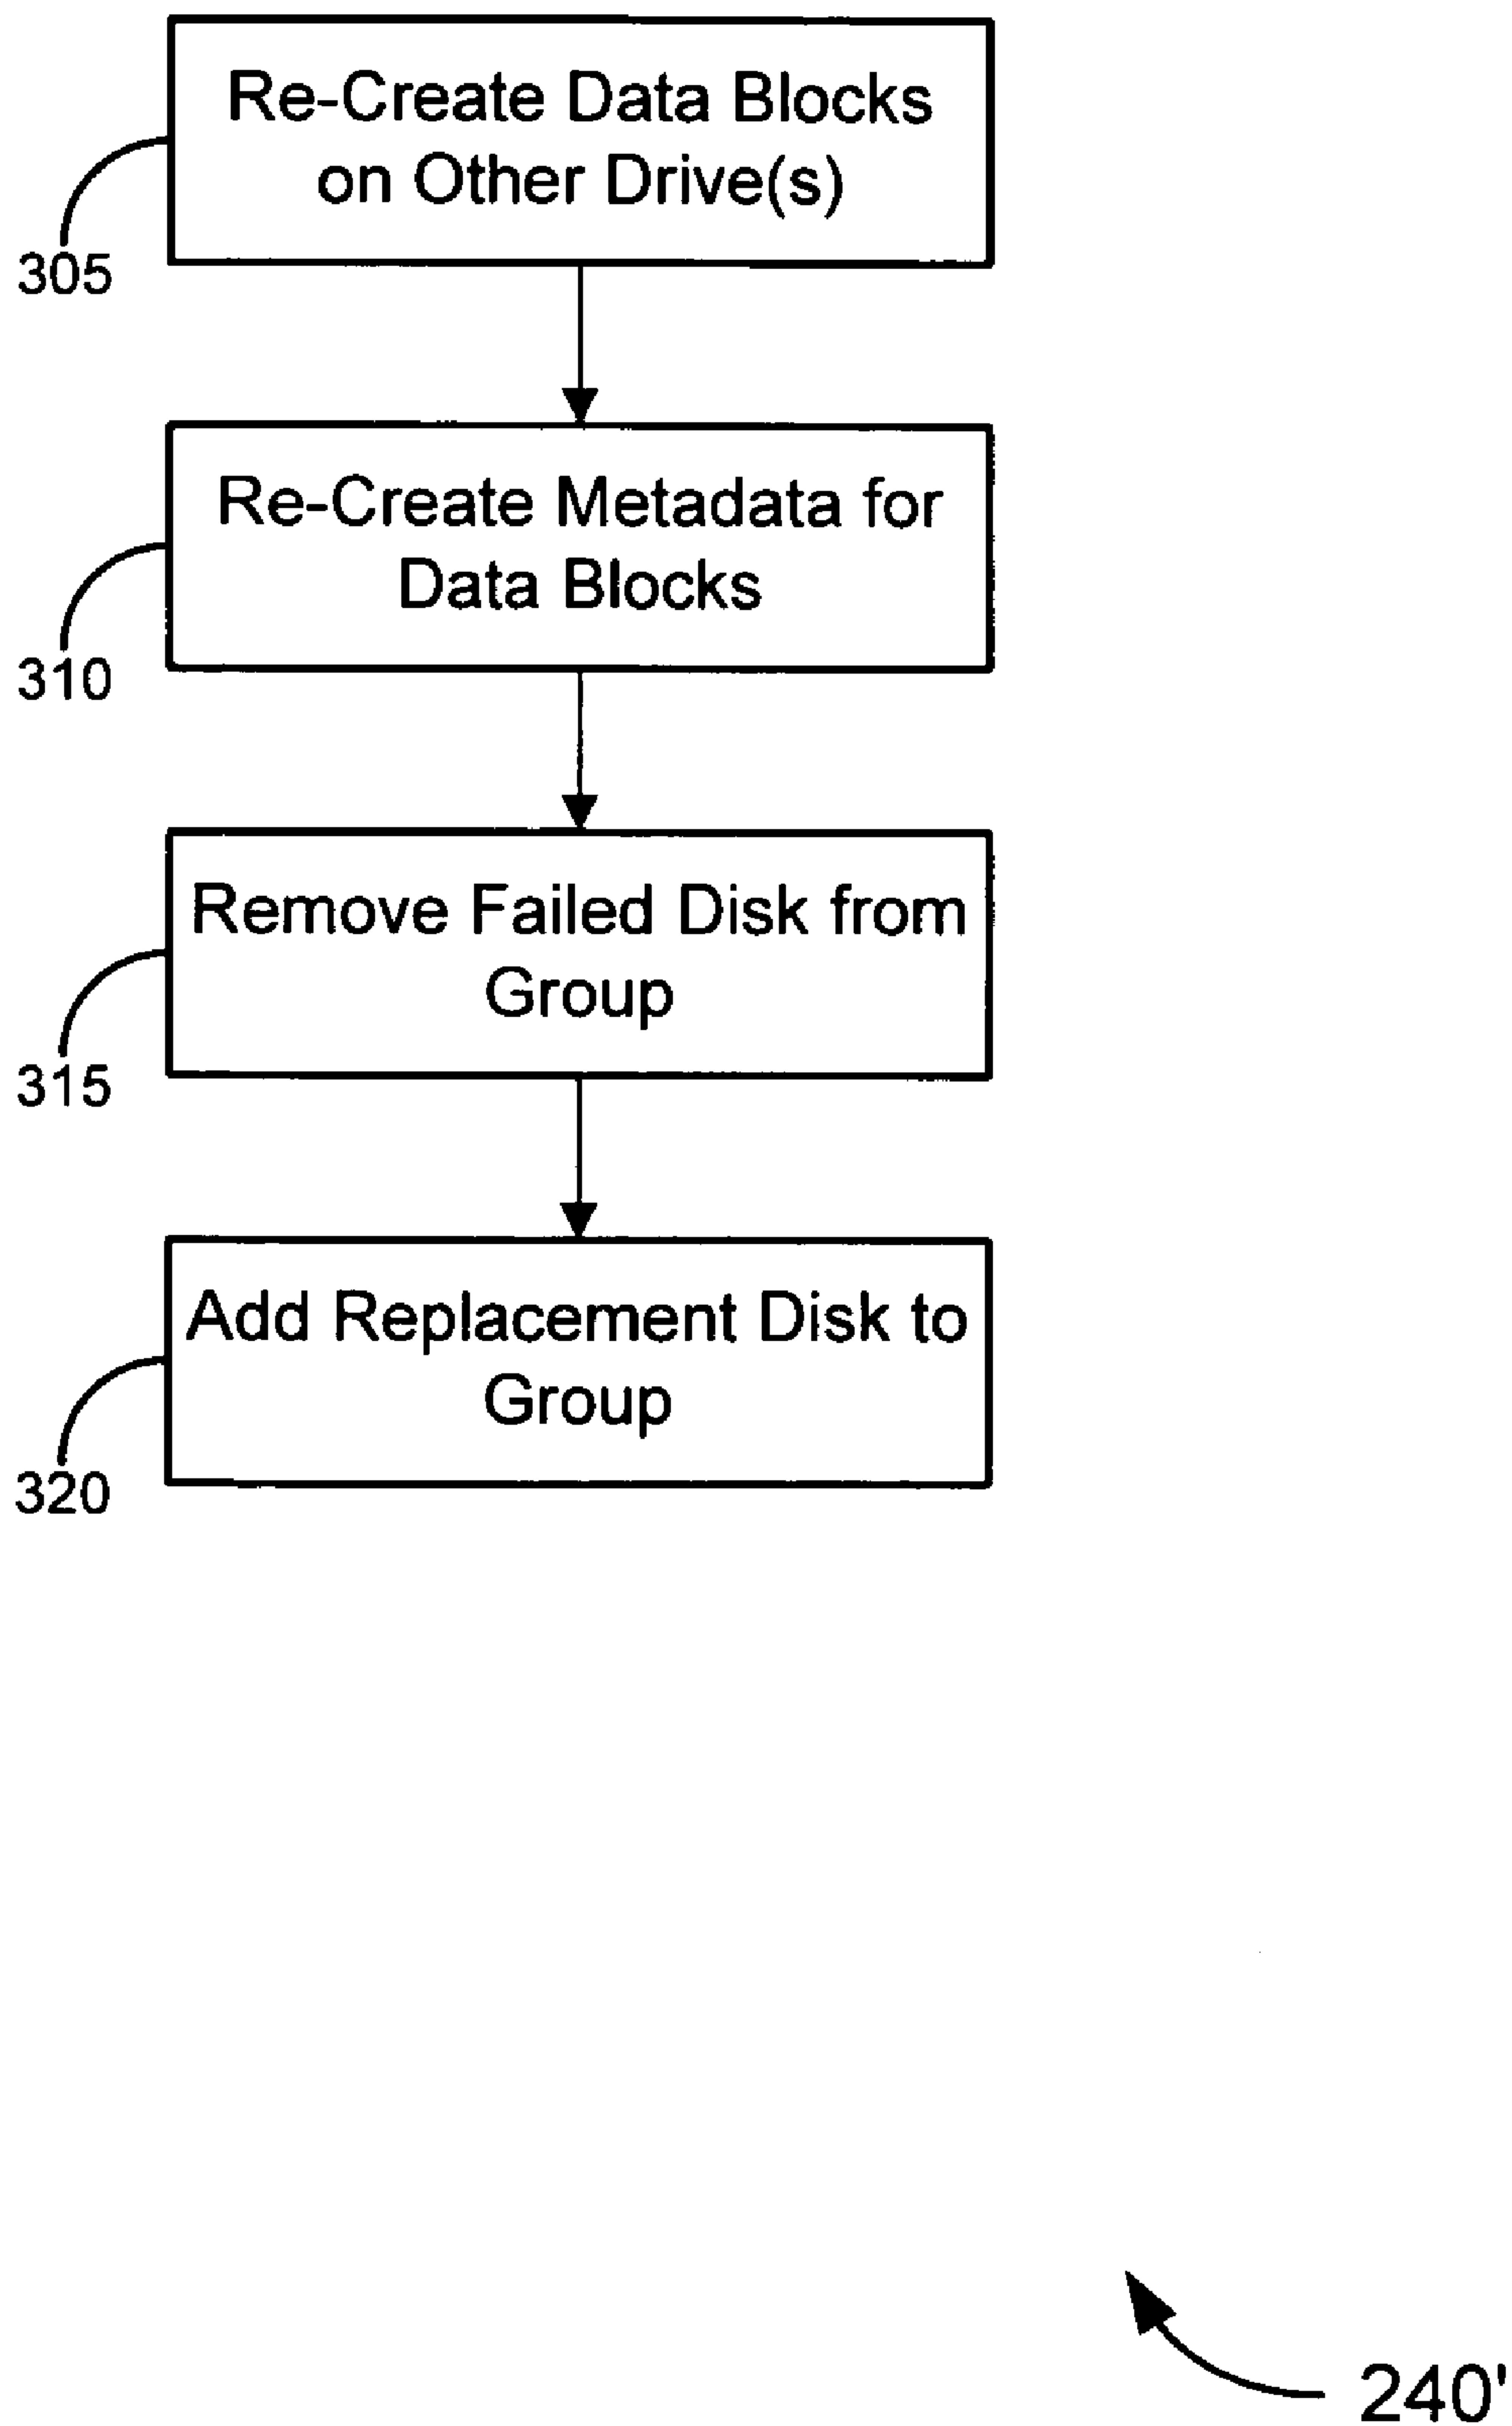 Re-Create Data Blocks
on Other Drive(s)
305
Re-Create Metadata for
Data Blocks
310
Remove Failed Disk from
Group
315
Add Replacement Disk to
Group
320
240'